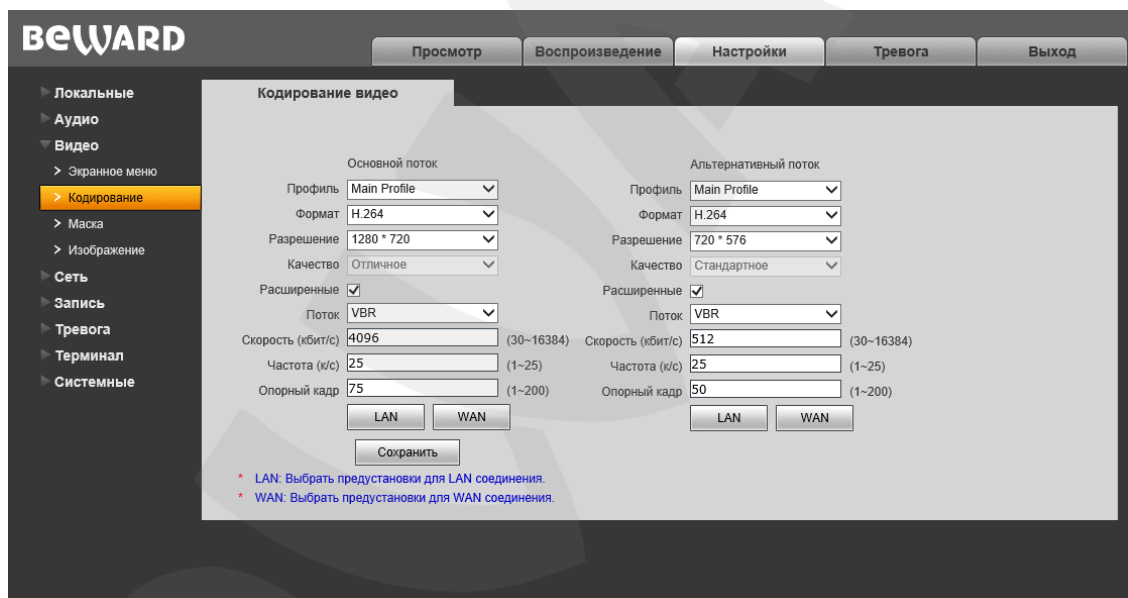 BEWARD
Просмотр Воспроизведение Настройки Тревога Выход
Локальные
Аудио
Видео
> Экранное меню
> Кодирование
> Маска
> Изображение
Сеть
Запись
Тревога
Терминал
Системные
Кодирование видео
Основной поток
Профиль Main Profile
Формат H.264
Разрешение 1280 * 720
Качество Отличное
Расширенные
Поток VBR
Скорость (кбит/с) 4096 (30~16384)
Частота (к/с) 25 (1~25)
Опорный кадр 75 (1~200)
LAN WAN
Альтернативный поток
Профиль Main Profile
Формат H.264
Разрешение 720 * 576
Качество Стандартное
Расширенные
Поток VBR
Скорость (кбит/с) 512 (30~16384)
Частота (к/с) 25 (1~25)
Опорный кадр 50 (1~200)
LAN WAN
Сохранить
* LAN: Выбрать предустановки для LAN соединения.
* WAN: Выбрать предустановки для WAN соединения.